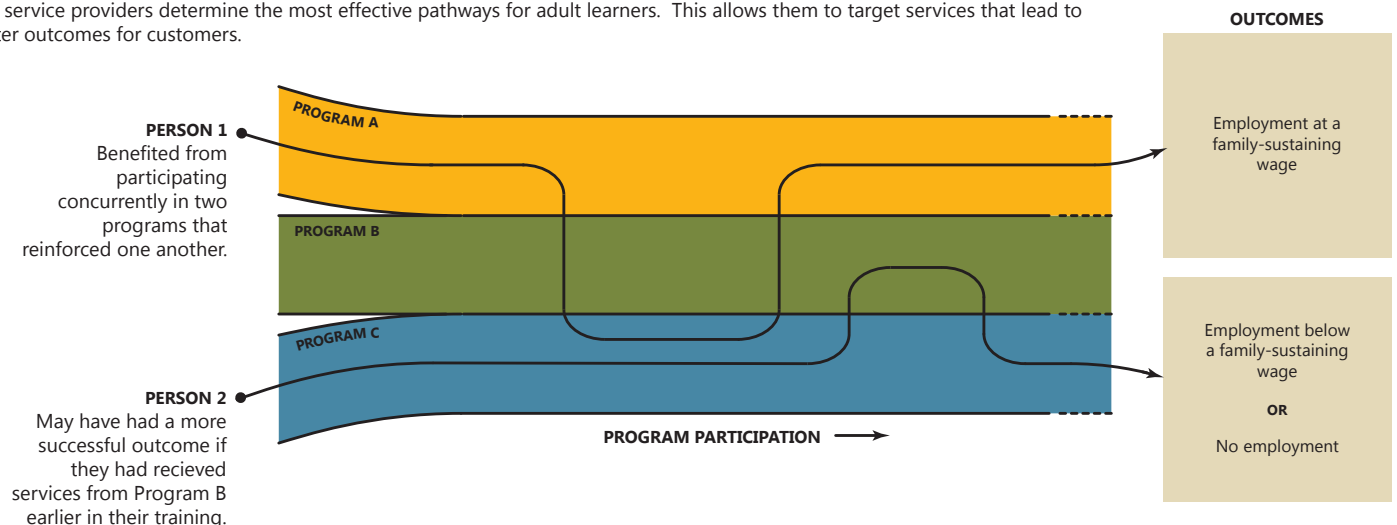 service providers determine the most effective pathways for adult learners.  This allows them to target services that lead to
ter outcomes for customers.
OUTCOMES
PROGRAM A
PERSON 1
Benefited from
participating
concurrently in two
programs that
reinforced one another.
PROGRAM B
Employment at a
family-sustaining
wage
PROGRAM C
PERSON 2
May have had a more
successful outcome if
they had recieved
services from Program B
earlier in their training.
PROGRAM PARTICIPATION
Employment below
a family-sustaining
wage
OR
No employment